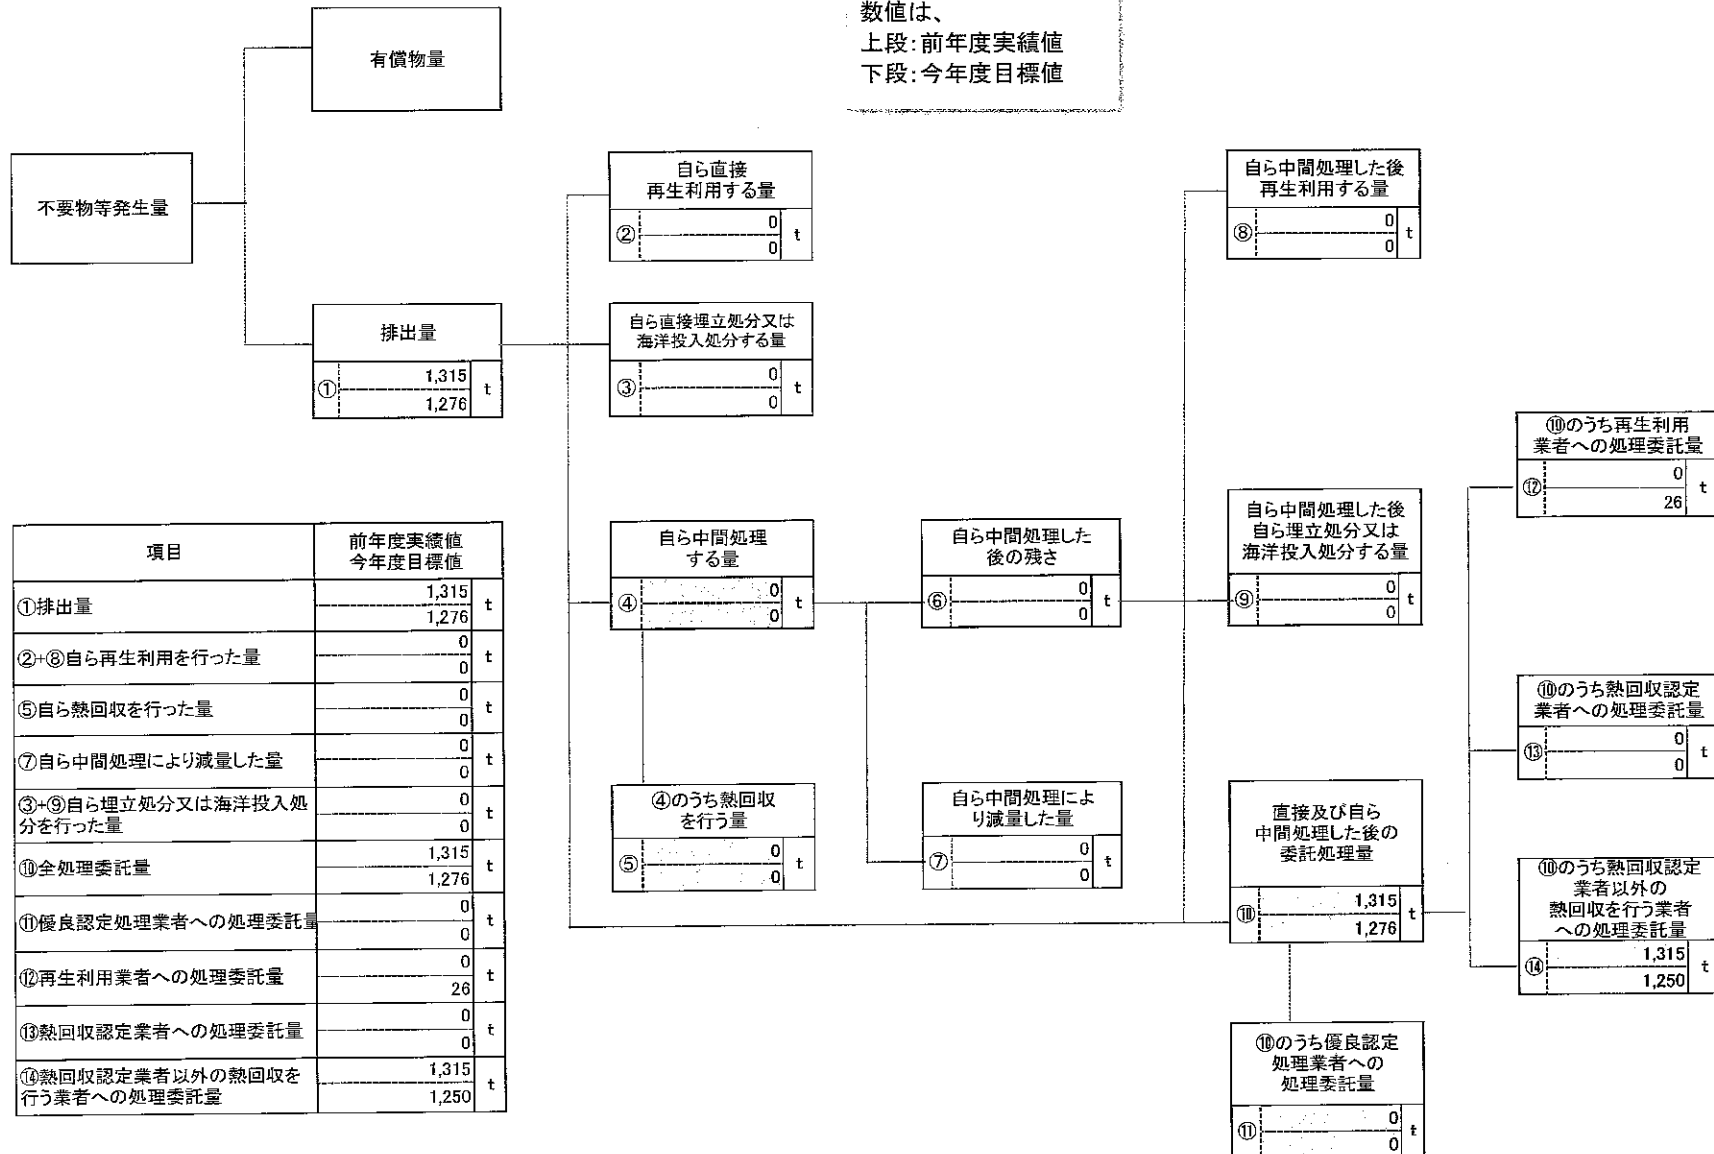 数値は、
上段:前年度実績値
下段:今年度目標値
有償物量
不要物等発生量
排出量
① 1,315 t
1,276
自ら直接
再生利用する量
② 0 t
0
自ら直接埋立処分又は
海洋投入処分する量
③ 0 t
0
自ら中間処理
する量
④ 0 t
0
④のうち熱回収
を行う量
⑤ 0 t
0
自ら中間処理した
後の残さ
⑥ 0 t
0
自ら中間処理によ
り減量した量
⑦ 0 t
0
自ら中間処理した後
再生利用する量
⑧ 0 t
0
自ら中間処理した後
自ら埋立処分又は
海洋投入処分する量
⑨ 0 t
0
直接及び自ら
中間処理した後の
委託処理量
⑩ 1,315 t
1,276
⑩のうち優良認定
処理業者への
処理委託量
⑪ 0 t
0
⑩のうち再生利用
業者への処理委託量
⑫ 0 t
26
⑩のうち熱回収認定
業者への処理委託量
⑬ 0 t
0
⑩のうち熱回収認定
業者以外の
熱回収を行う業者
への処理委託量
⑭ 1,315 t
1,250
項目 前年度実績値
今年度目標値
①排出量 1,315 t
1,276
②+⑧自ら再生利用を行った量 0 t
0
⑤自ら熱回収を行った量 0 t
0
⑦自ら中間処理により減量した量 0 t
0
③+⑨自ら埋立処分又は海洋投入処 0 t
分を行った量 0
⑩全処理委託量 1,315 t
1,276
⑪優良認定処理業者への処理委託量 0 t
0
⑫再生利用業者への処理委託量 0 t
26
⑬熱回収認定業者への処理委託量 0 t
0
⑭熱回収認定業者以外の熱回収を 1,315 t
行う業者への処理委託量 1,250